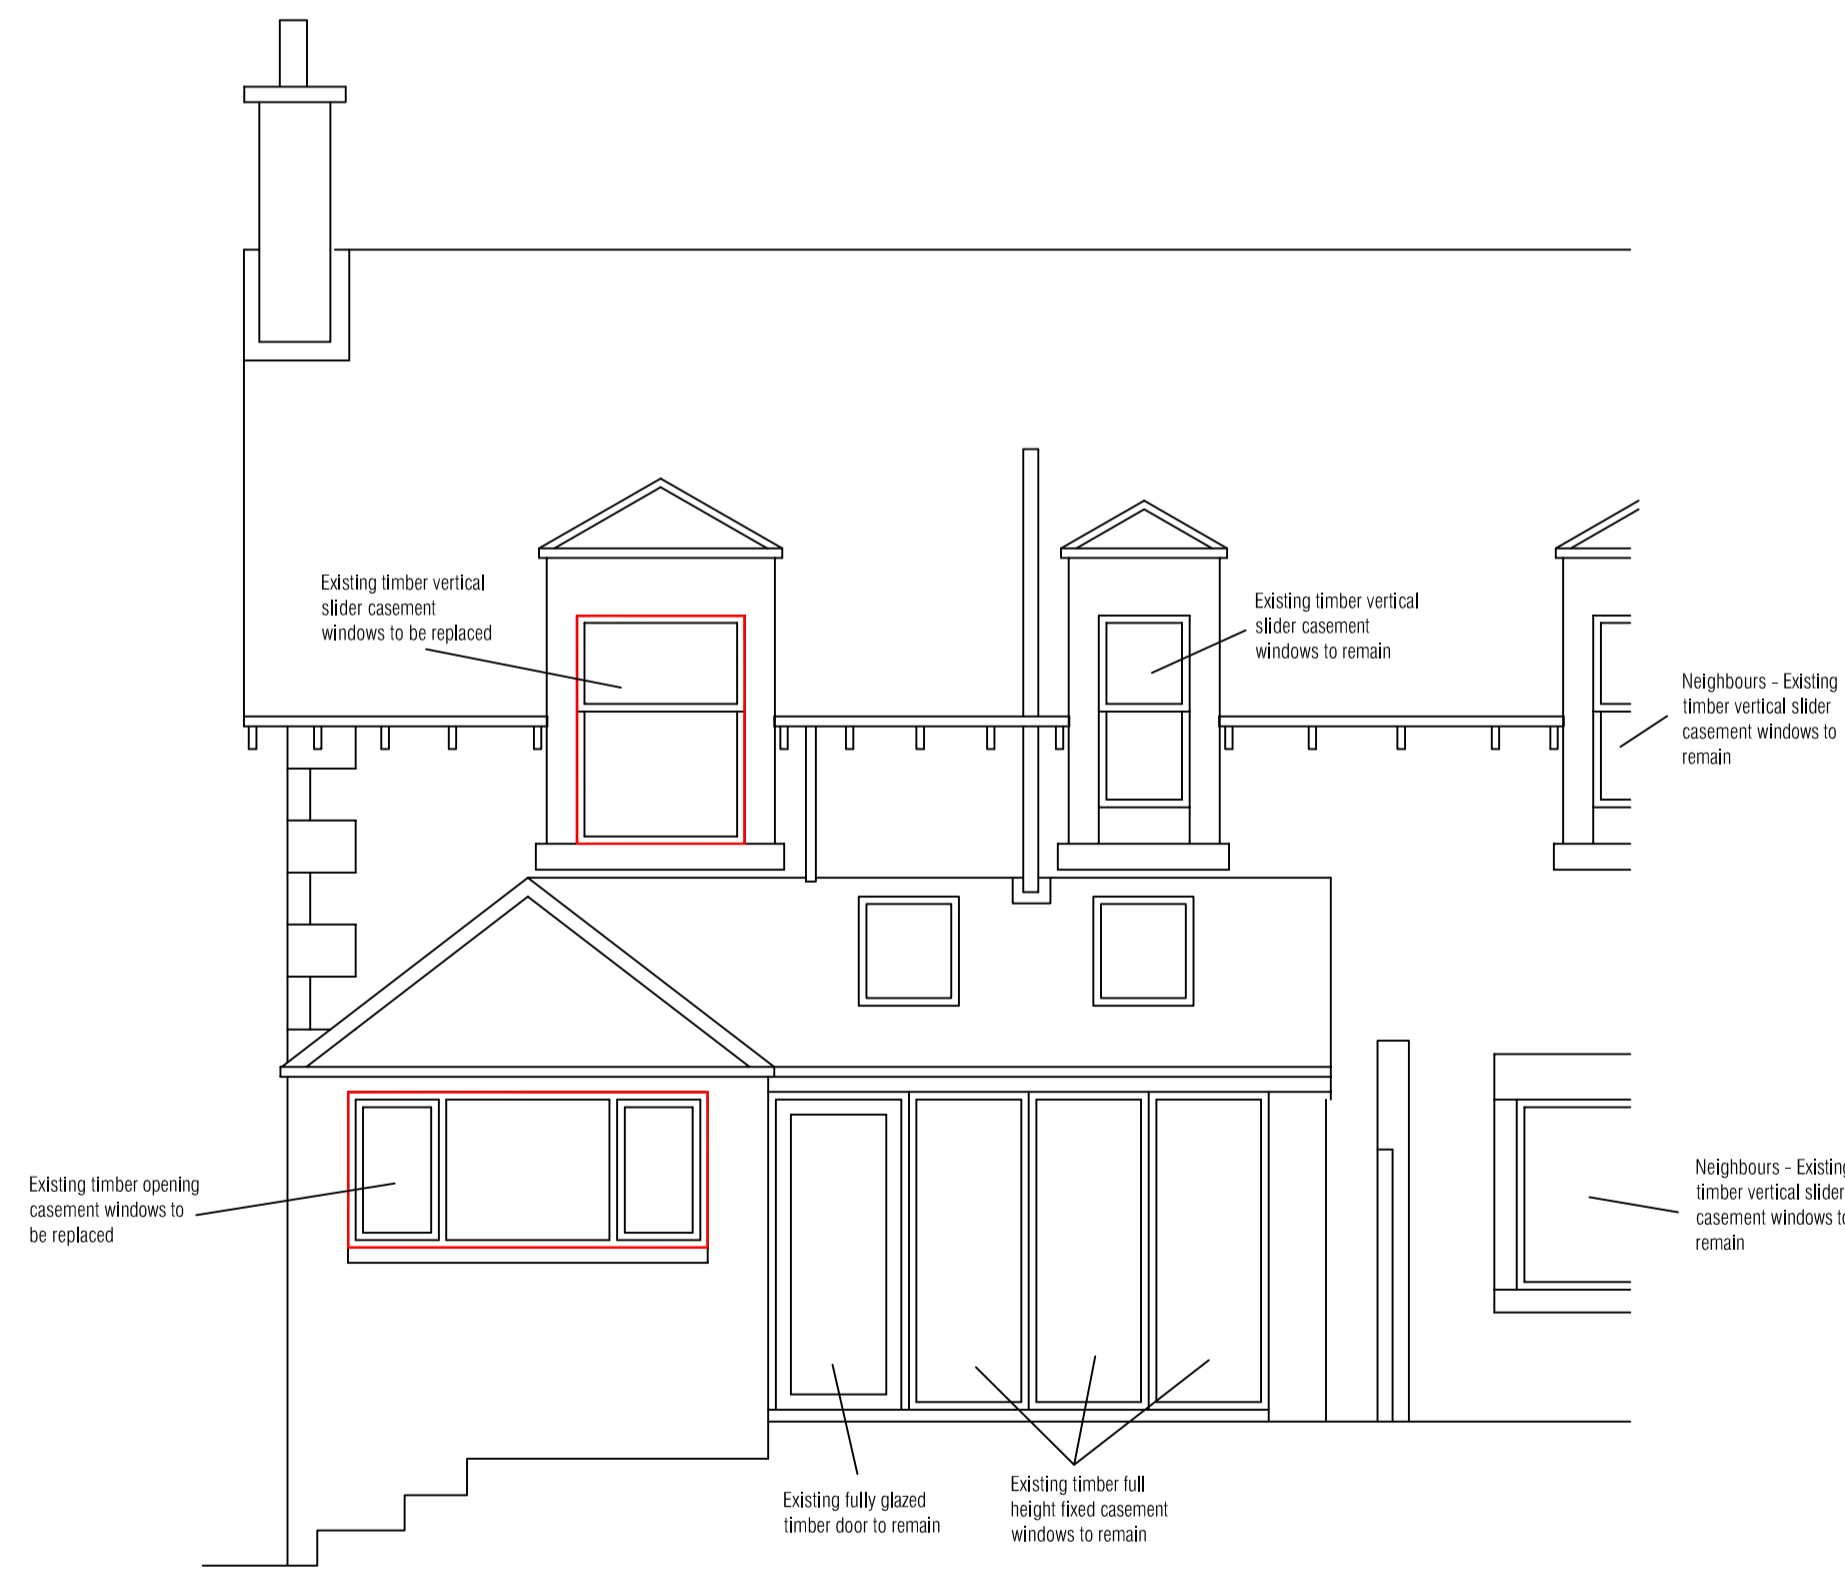 Existing timber vertical
slider casement
windows to be replaced
Existing timber vertical
slider casement
windows to remain
Neighbours - Existing
timber vertical slider
casement windows to
remain
Existing timber opening
casement windows to
be replaced
Neighbours - Existing
timber vertical slider
casement windows to
remain
Existing fully glazed
timber door to remain
Existing timber full
height fixed casement
windows to remain